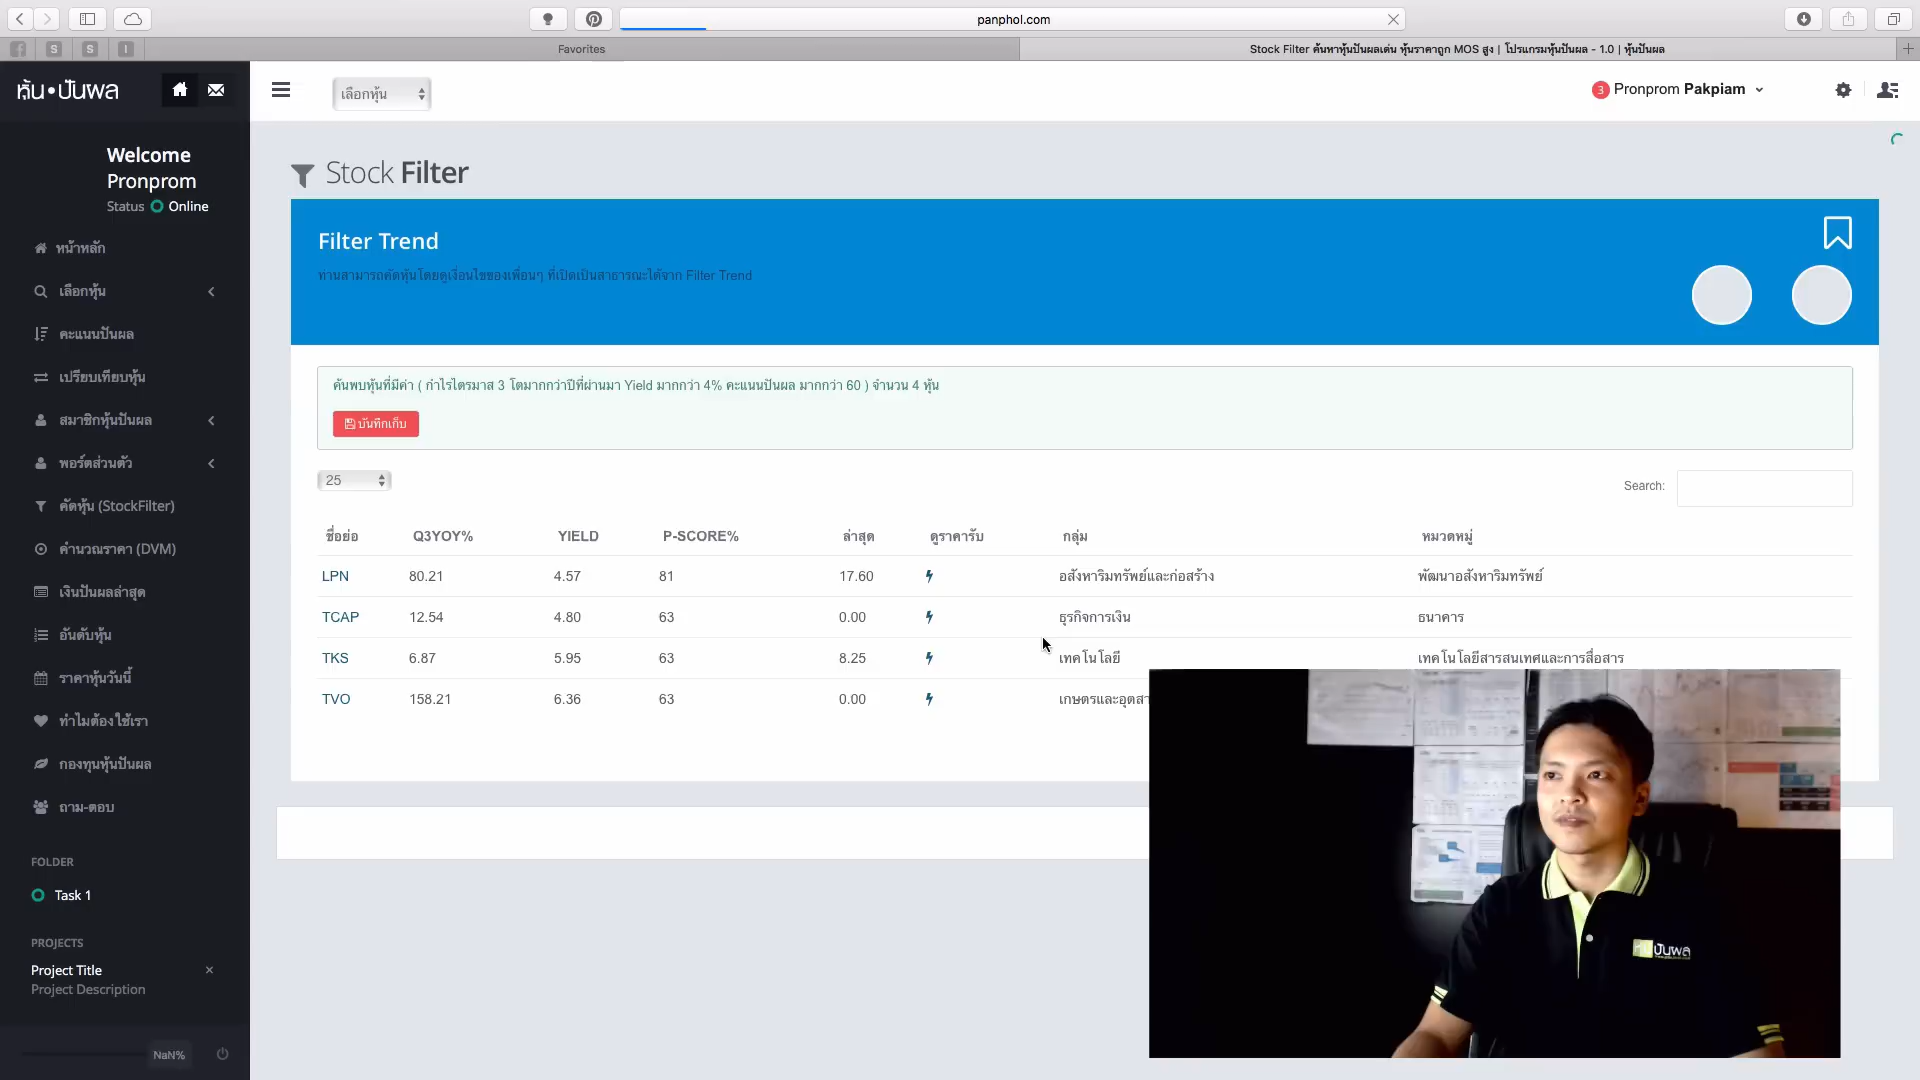 panphol.com
Favorites
Stock Filter ค้นหาหุ้นปันผลเด่น หุ้นราคาถูก MOS สูง | โปรแกรมหุ้นปันผล - 1.0 | หุ้นปันผล
หุ้น•ปันผล
เลือกหุ้น
3 Pronprom Pakpiam
Welcome
Pronprom
Status Online
หน้าหลัก
เลือกหุ้น
คะแนนปันผล
เปรียบเทียบหุ้น
สมาชิกหุ้นปันผล
พอร์ตส่วนตัว
คัดหุ้น (StockFilter)
คำนวณราคา (DVM)
เงินปันผลล่าสุด
อันดับหุ้น
ราคาหุ้นวันนี้
ทำไมต้องใช้เรา
กองทุนหุ้นปันผล
ถาม-ตอบ
FOLDER
Task 1
PROJECTS
Project Title
Project Description
NaN%
Stock Filter
Filter Trend
ท่านสามารถคัดหุ้นโดยดูเงื่อนไขของเพื่อนๆ ที่เปิดเป็นสาธารณะได้จาก Filter Trend
ค้นพบหุ้นที่มีค่า ( กำไรไตรมาส 3 โตมากกว่าปีที่ผ่านมา Yield มากกว่า 4% คะแนนปันผล มากกว่า 60 ) จำนวน 4 หุ้น
บันทึกเก็บ
25
Search:
ชื่อย่อ Q3YOY% YIELD P-SCORE% ล่าสุด ดูราคารับ กลุ่ม หมวดหมู่
LPN 80.21 4.57 81 17.60 อสังหาริมทรัพย์และก่อสร้าง พัฒนาอสังหาริมทรัพย์
TCAP 12.54 4.80 63 0.00 ธุรกิจการเงิน ธนาคาร
TKS 6.87 5.95 63 8.25 เทคโนโลยี เทคโนโลยีสารสนเทศและการสื่อสาร
TVO 158.21 6.36 63 0.00 เกษตรและอุตสา
ปันผล